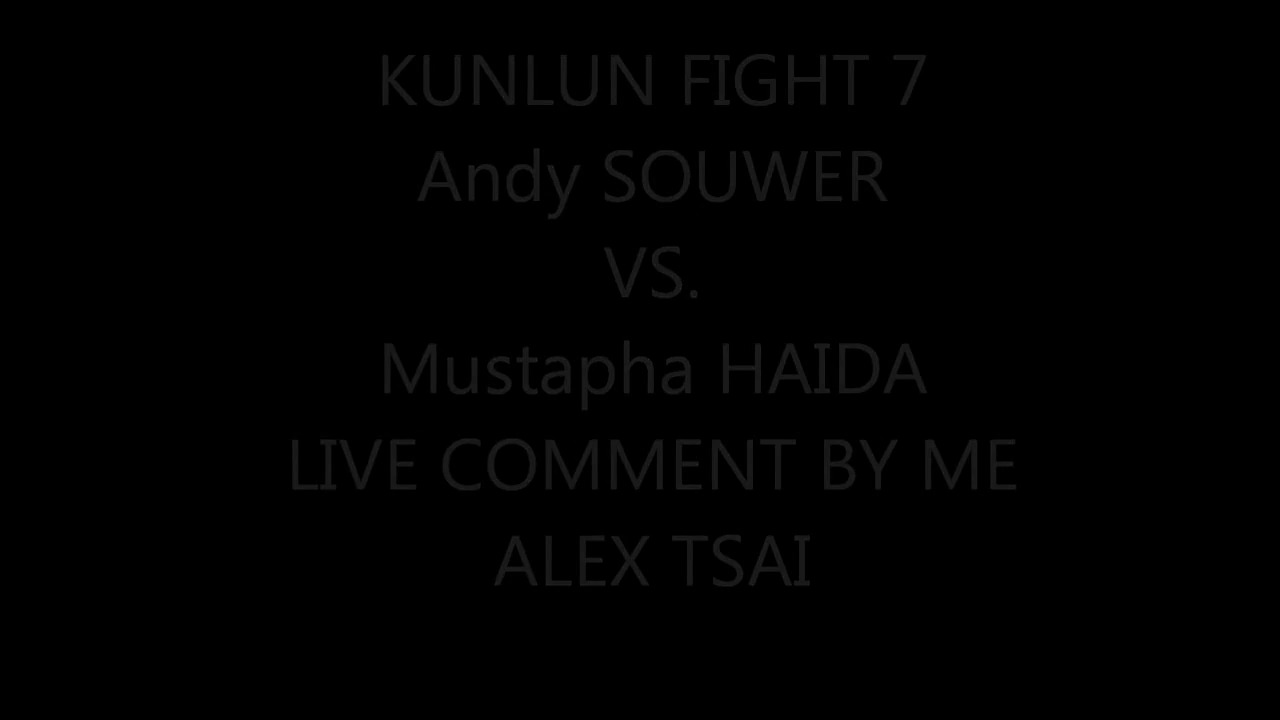 KUNLUN FIGHT 7
Andy SOUWER
VS.
Mustapha HAIDA
LIVE COMMENT BY ME
ALEX TSAI